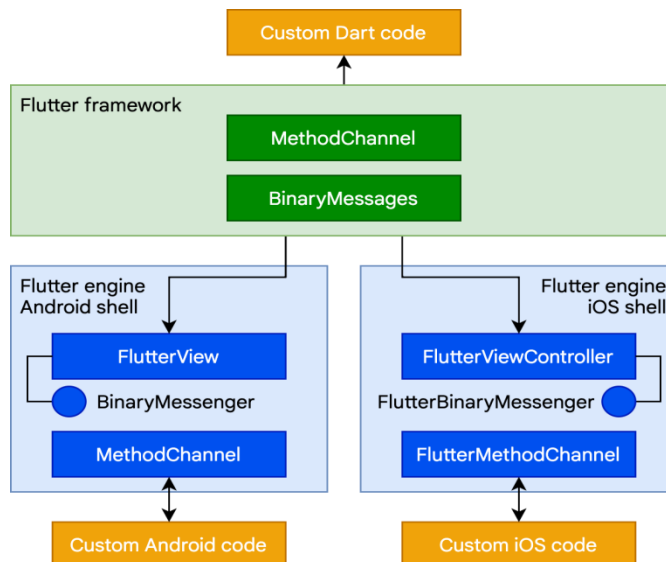 Custom Dart code
Flutter framework
MethodChannel
BinaryMessages
Flutter engine
Android shell
FlutterView
BinaryMessenger
MethodChannel
Custom Android code
Flutter engine
iOS shell
FlutterViewController
FlutterBinaryMessenger
FlutterMethodChannel
Custom iOS code